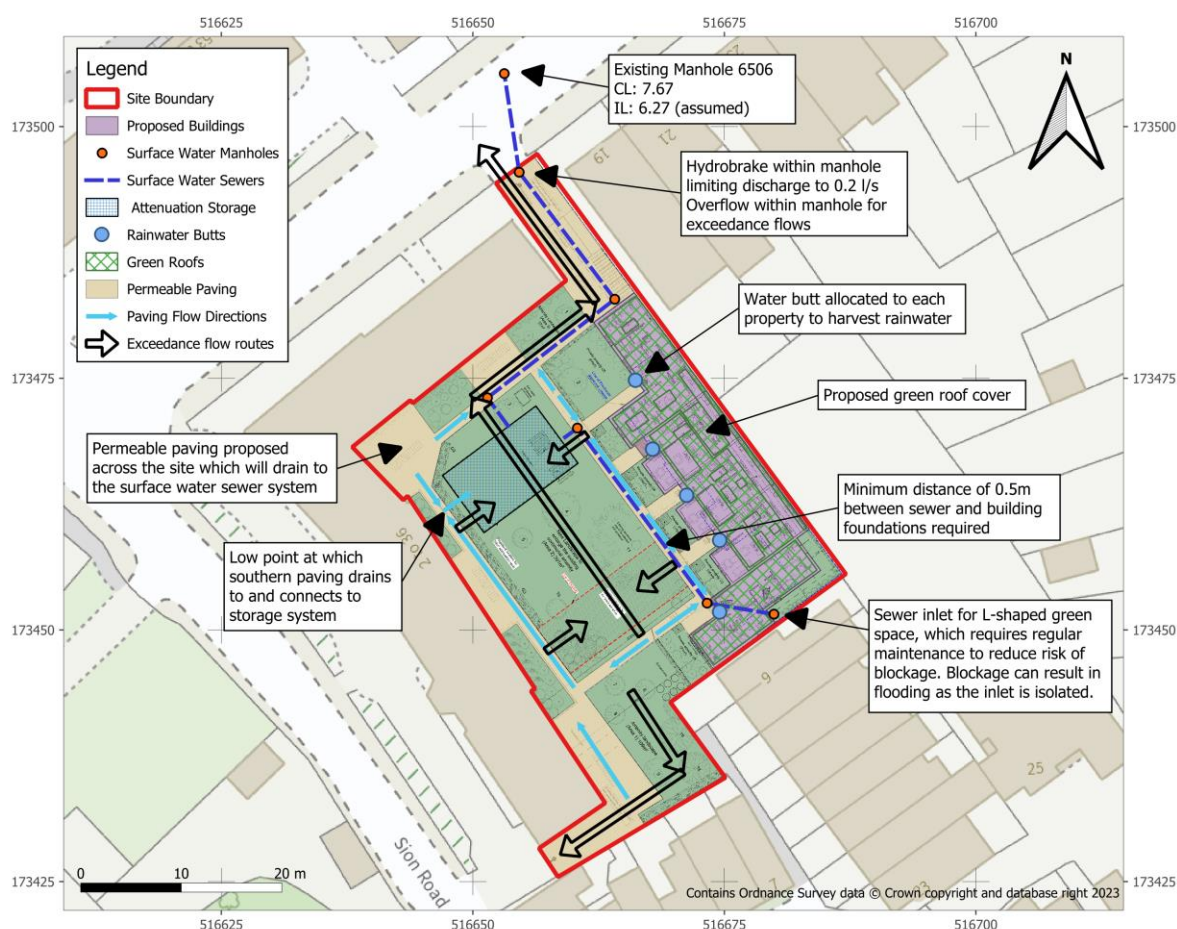 516625
516650
516675
516700
173500
173475
173450
173425
Legend
Site Boundary
Proposed Buildings
Surface Water Manholes
Surface Water Sewers
Attenuation Storage
Rainwater Butts
Green Roofs
Permeable Paving
Paving Flow Directions
Exceedance flow routes
Existing Manhole 6506
CL: 7.67
IL: 6.27 (assumed)
N
173500
Hydrobrake within manhole
limiting discharge to 0.2 l/s
Overflow within manhole for
exceedance flows
19
21
Water butt allocated to each
property to harvest rainwater
173475
Proposed green roof cover
Permeable paving proposed
across the site which will drain to
the surface water sewer system
Minimum distance of 0.5m
between sewer and building
foundations required
2 to 36
Low point at which
southern paving drains
to and connects to
storage system
173450
Sewer inlet for L-shaped green
space, which requires regular
maintenance to reduce risk of
blockage. Blockage can result in
flooding as the inlet is isolated.
9
25
23
Sion Road
0
10
20 m
173425
Contains Ordnance Survey data © Crown copyright and database right 2023
516625
516650
516675
516700